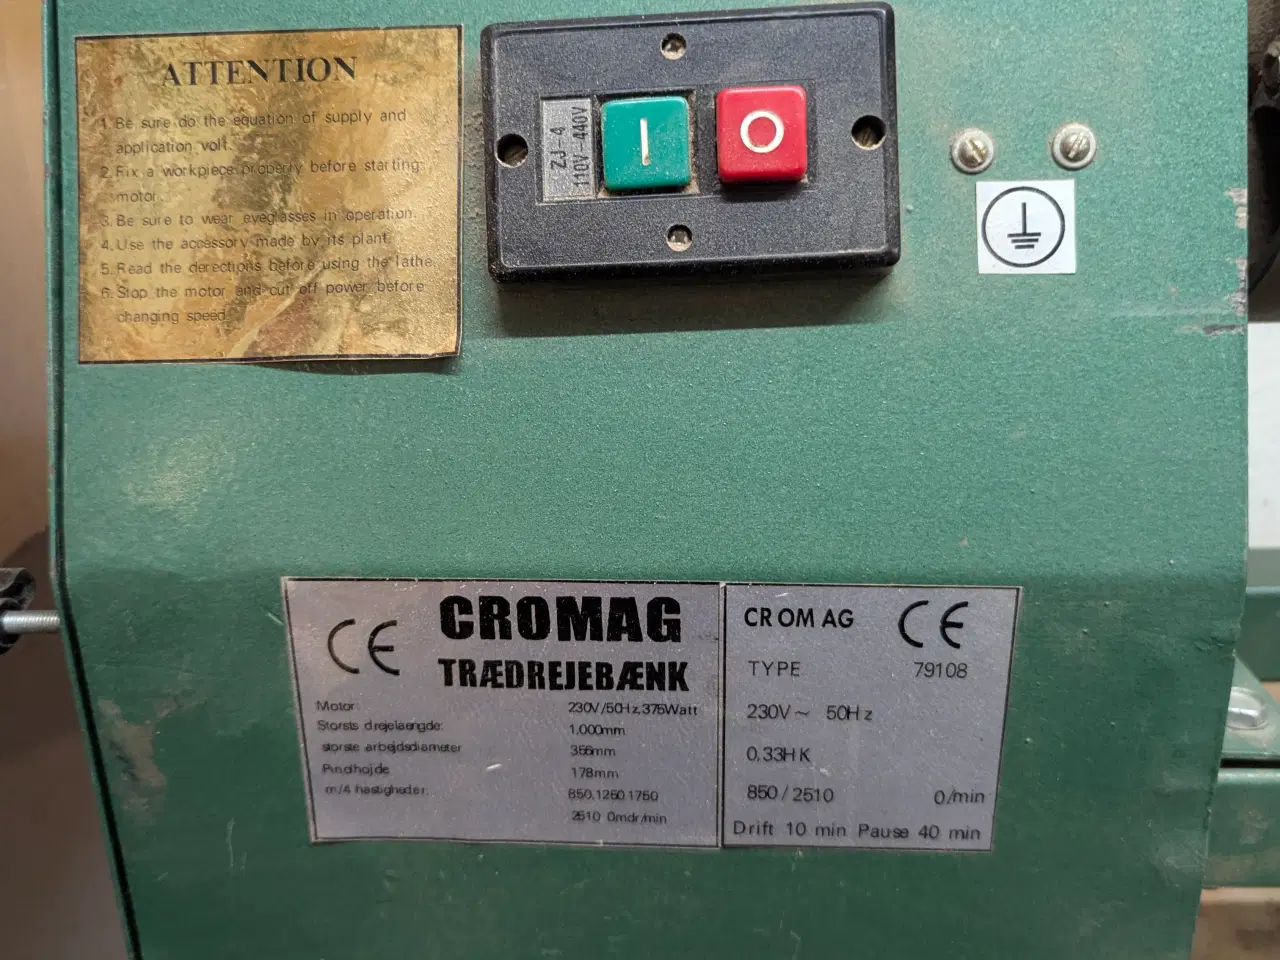 ATTENTION
1. Be sure do the equation of supply and
application volt.
2. Fix a workpiece properly before starting
motor.
3. Be sure to wear eyeglasses in operation.
4. Use the accessory made by its plant.
5. Read the derections before using the lathe.
6. Stop the motor and cut off power before
changing speed.
ZJ-4
110V-440V
I
O
CE
CROMAG
TRÆDREJEBÆNK
Motor 230V/50Hz,375Watt
Storsts drejelaengde: 1,000mm
storste arbejdsdiameter 356mm
Pindhojde 178mm
m/4 hastigheder: 850,1250 1750
2510 Omdr/min
CROMAG CE
TYPE 79108
230V~ 50Hz
0,33HK
850/2510 0/min
Drift 10 min Pause 40 min